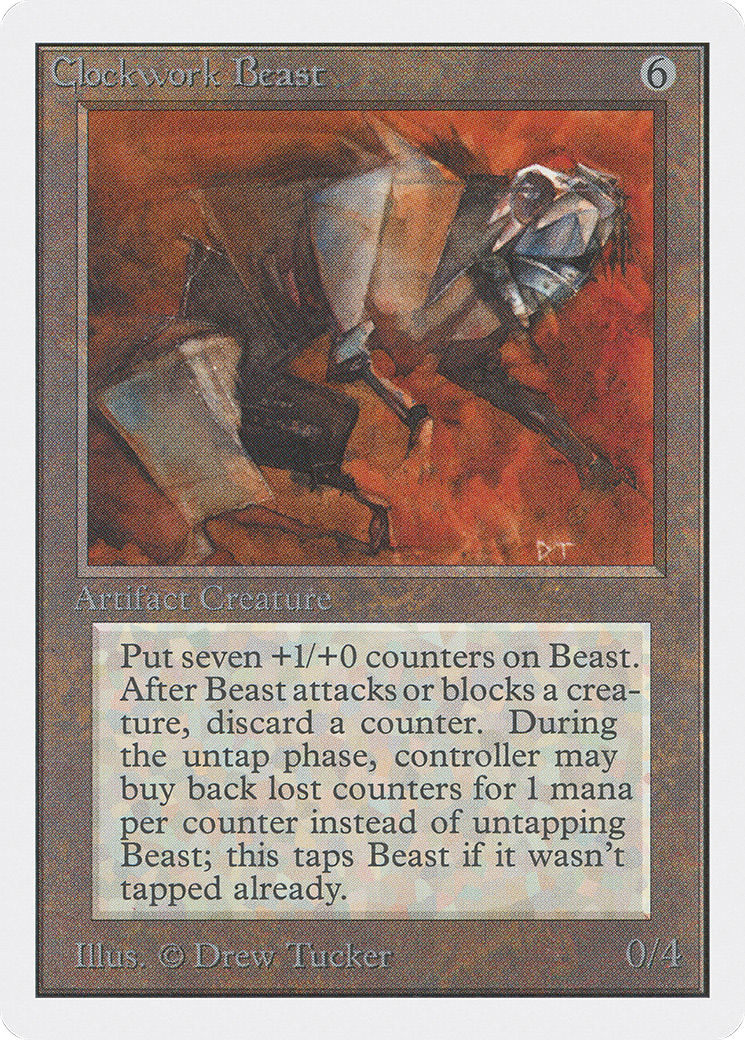 Clockwork Beast
6
DT
Artifact Creature
Put seven +1/+0 counters on Beast.
After Beast attacks or blocks a crea-
ture, discard a counter. During
the untap phase, controller may
buy back lost counters for 1 mana
per counter instead of untapping
Beast; this taps Beast if it wasn't
tapped already.
Illus. © Drew Tucker
0/4